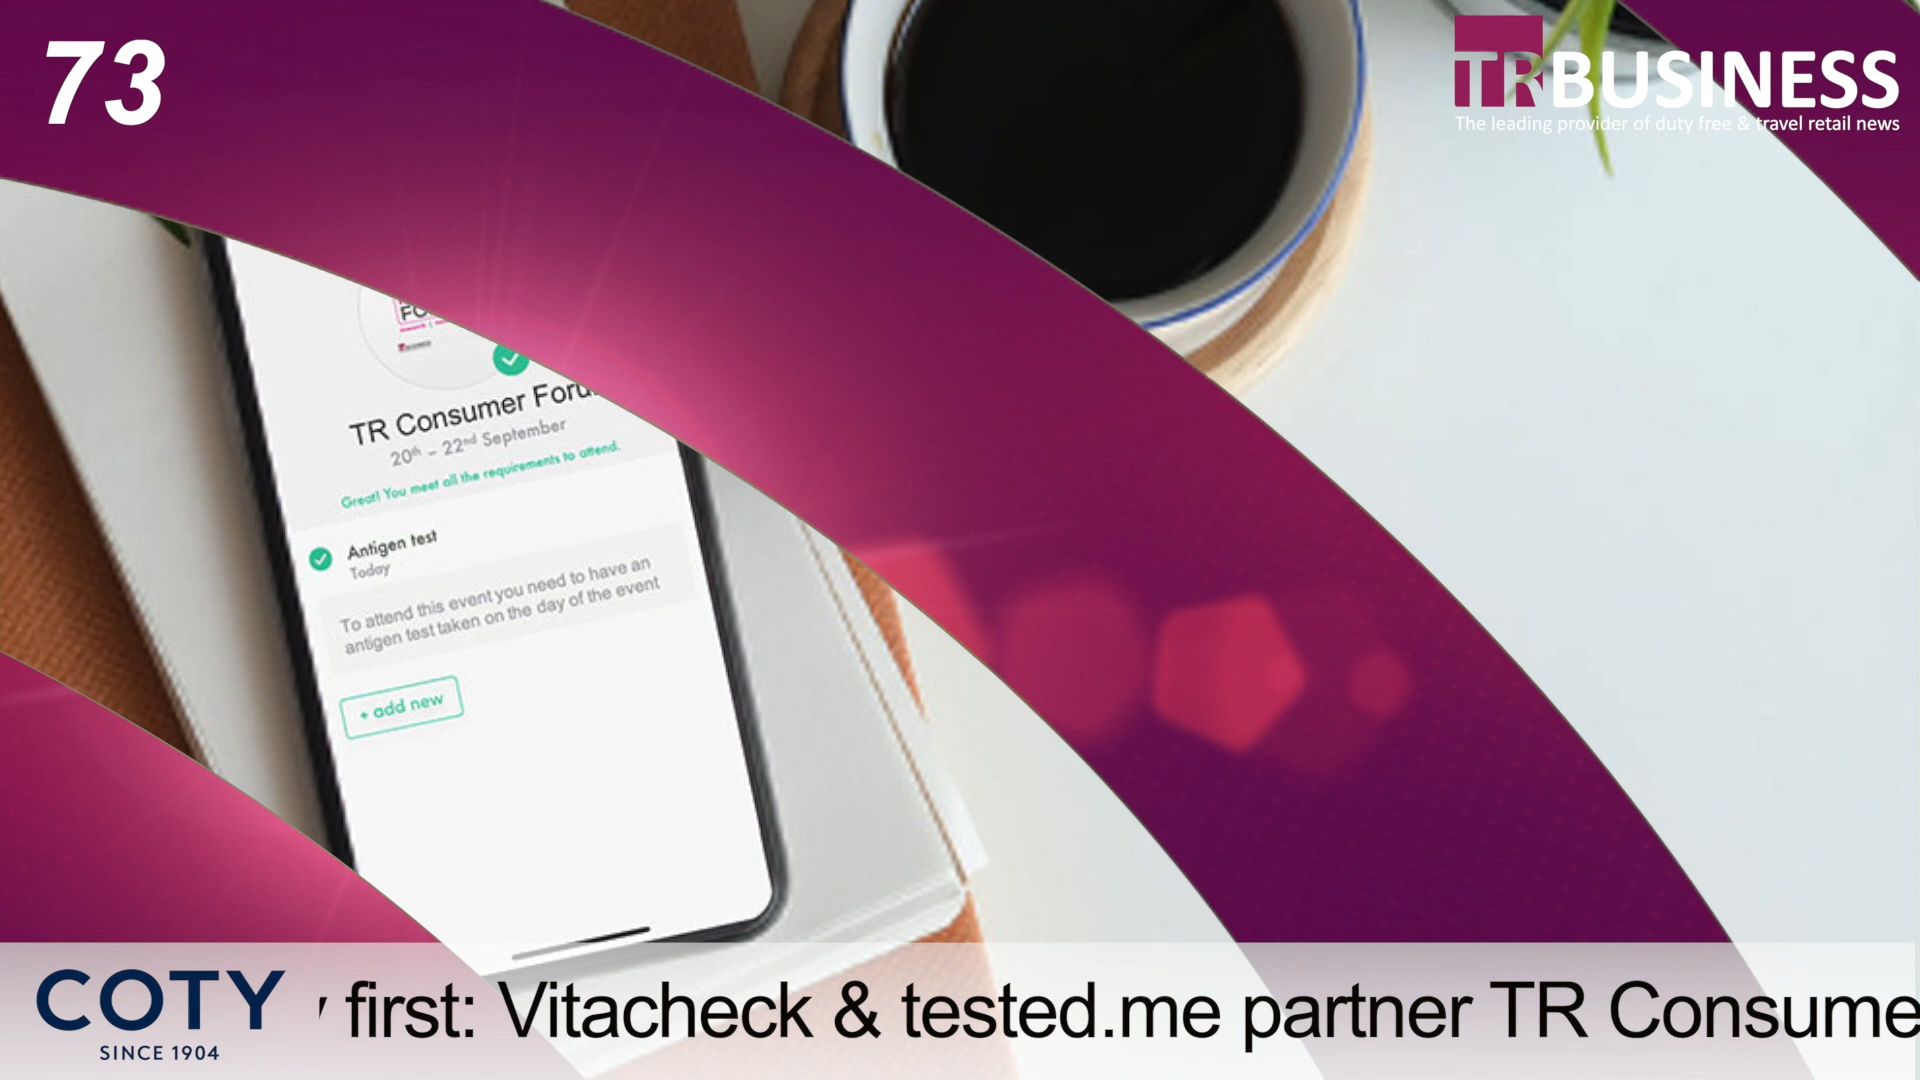 73
TRBUSINESS
The leading provider of duty free & travel retail news
TR Consumer
20th – 22nd September
Great! You meet all the requirements to attend.
Antigen test
Today
To attend this event you need to have an
antigen test taken on the day of the event
+ add new
COTY
SINCE 1904
first: Vitacheck & tested.me partner TR Consume